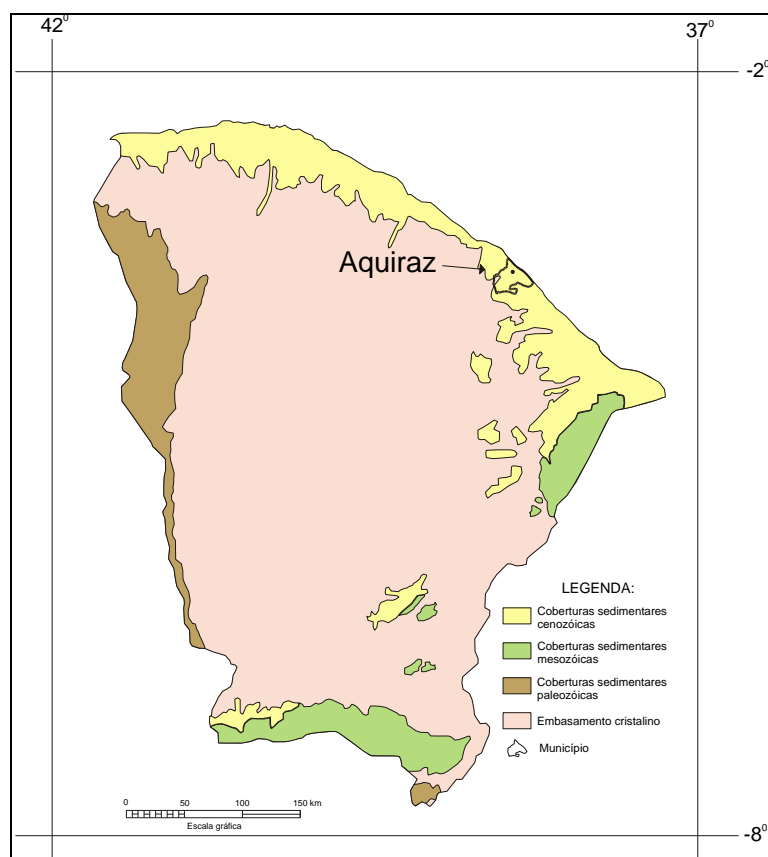 42⁰
37⁰
-2⁰
Aquiraz
LEGENDA:
Coberturas sedimentares
cenozóicas
Coberturas sedimentares
mesozóicas
Coberturas sedimentares
paleozóicas
Embasamento cristalino
Município
0 50 100 150 km
Escala gráfica
-8⁰